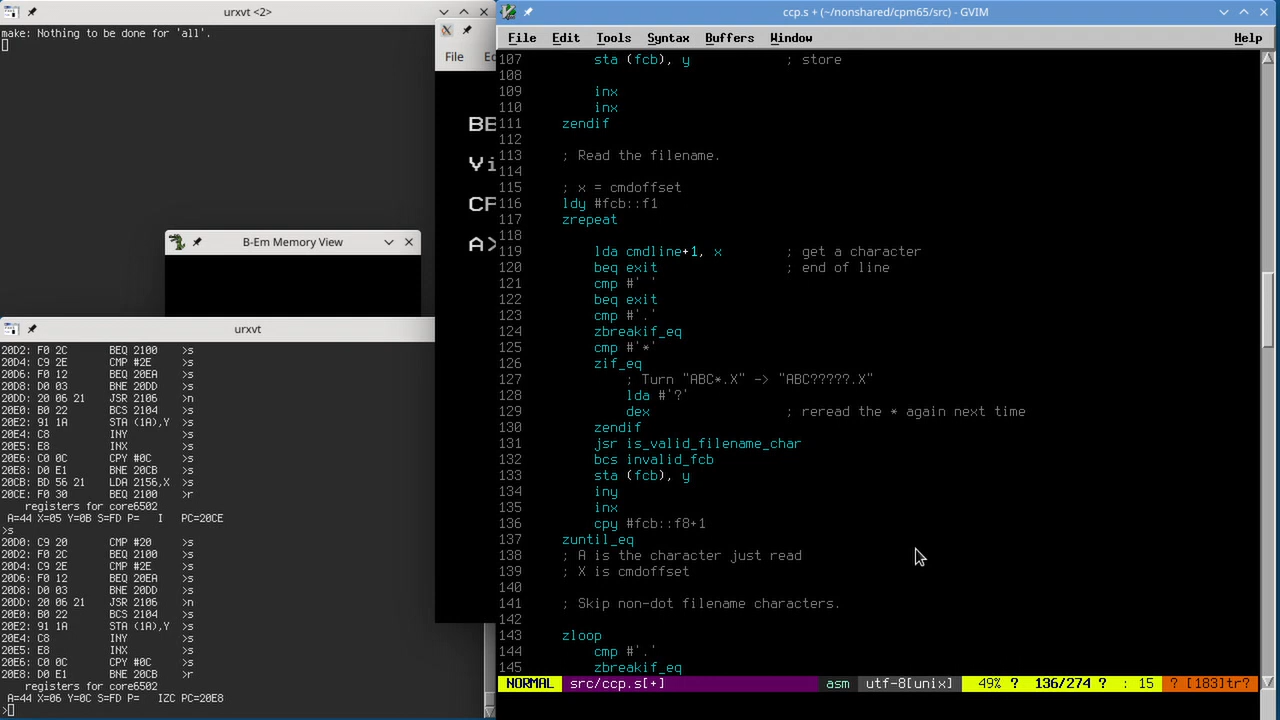 urxvt <2>
make: Nothing to be done for 'all'.
File
BE
Vi
CF
A>
B-Em Memory View
urxvt
20D2: F0 2C BEQ 2100 >s
20D4: C9 2E CMP #2E >s
20D6: F0 12 BEQ 20EA >s
20D8: D0 03 BNE 20DD >s
20DD: 20 06 21 JSR 2106 >n
20E0: B0 22 BCS 2104 >s
20E2: 91 1A STA (1A),Y >s
20E4: C8 INY >s
20E5: E8 INX >s
20E6: C0 0C CPY #0C >s
20E8: D0 E1 BNE 20CB >s
20CB: BD 56 21 LDA 2156,X >s
20CE: F0 30 BEQ 2100 >r
registers for core6502
A=44 X=05 Y=0B S=FD P= I PC=20CE
>s
20D0: C9 20 CMP #20 >s
20D2: F0 2C BEQ 2100 >s
20D4: C9 2E CMP #2E >s
20D6: F0 12 BEQ 20EA >s
20D8: D0 03 BNE 20DD >s
20DD: 20 06 21 JSR 2106 >n
20E0: B0 22 BCS 2104 >s
20E2: 91 1A STA (1A),Y >s
20E4: C8 INY >s
20E5: E8 INX >s
20E6: C0 0C CPY #0C >s
20E8: D0 E1 BNE 20CB >r
registers for core6502
A=44 X=06 Y=0C S=FD P= IZC PC=20E8
>
ccp.s + (~/nonshared/cpm65/src) - GVIM
File Edit Tools Syntax Buffers Window Help
107 sta (fcb), y ; store
108
109 inx
110 inx
111 zendif
112
113 ; Read the filename.
114
115 ; x = cmdoffset
116 ldy #fcb::f1
117 zrepeat
118
119 lda cmdline+1, x ; get a character
120 beq exit ; end of line
121 cmp #' '
122 beq exit
123 cmp #'.'
124 zbreakif_eq
125 cmp #'*'
126 zif_eq
127 ; Turn "ABC*.X" -> "ABC?????.X"
128 lda #'?'
129 dex ; reread the * again next time
130 zendif
131 jsr is_valid_filename_char
132 bcs invalid_fcb
133 sta (fcb), y
134 iny
135 inx
136 cpy #fcb::f8+1
137 zuntil_eq
138 ; A is the character just read
139 ; X is cmdoffset
140
141 ; Skip non-dot filename characters.
142
143 zloop
144 cmp #'.'
145 zbreakif_eq
NORMAL src/ccp.s[+] asm utf-8[unix] 49% ? 136/274 ? : 15 ? [183]tr?